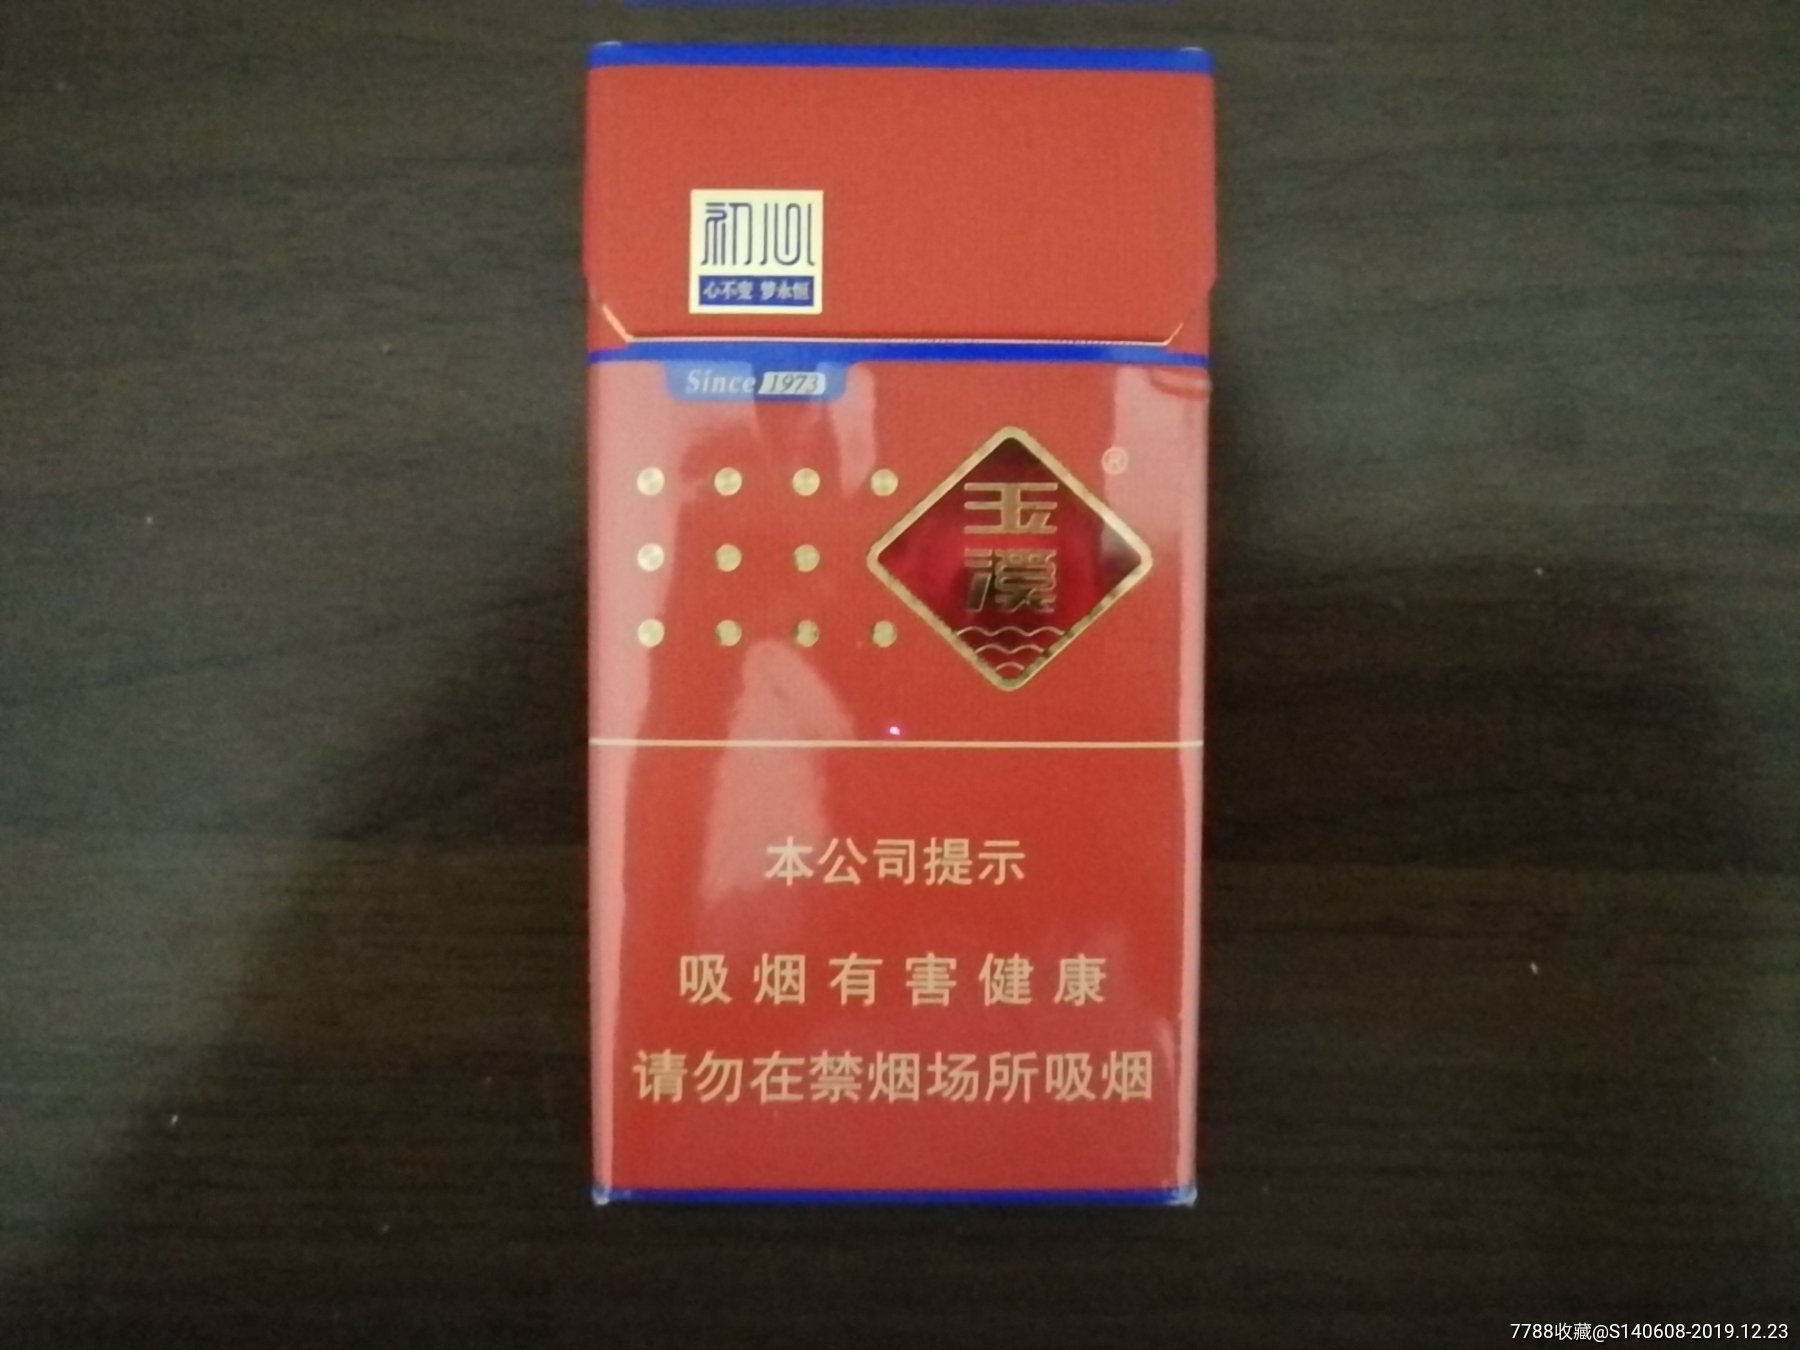 初心
心不变 梦永恒
Since 1973
®
玉
溪
本公司提示
吸烟有害健康
请勿在禁烟场所吸烟
7788收藏@S140608-2019.12.23